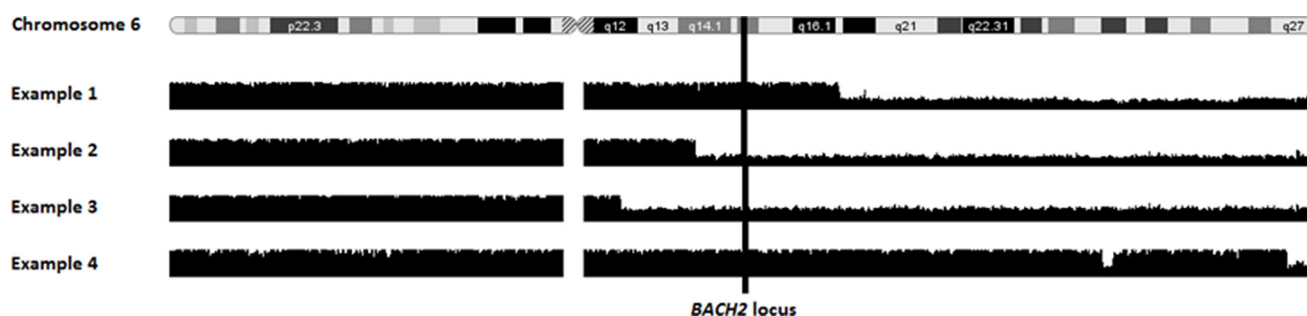 Chromosome 6 p22.3 q12 q13 q14.1 q16.1 q21 q22.31 q27
Example 1
Example 2
Example 3
Example 4
BACH2 locus